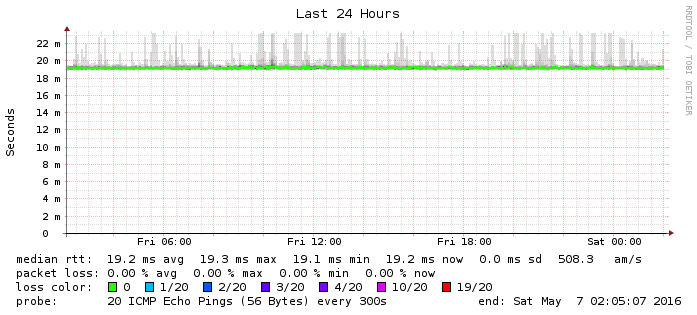 Last 24 Hours
RRDTOOL / TOBI OETIKER
Seconds
22 m
20 m
18 m
16 m
14 m
12 m
10 m
8 m
6 m
4 m
2 m
0
Fri 06:00 Fri 12:00 Fri 18:00 Sat 00:00
median rtt: 19.2 ms avg 19.3 ms max 19.1 ms min 19.2 ms now 0.0 ms sd 508.3 am/s
packet loss: 0.00 % avg 0.00 % max 0.00 % min 0.00 % now
loss color: 0 1/20 2/20 3/20 4/20 10/20 19/20
probe: 20 ICMP Echo Pings (56 Bytes) every 300s end: Sat May 7 02:05:07 2016